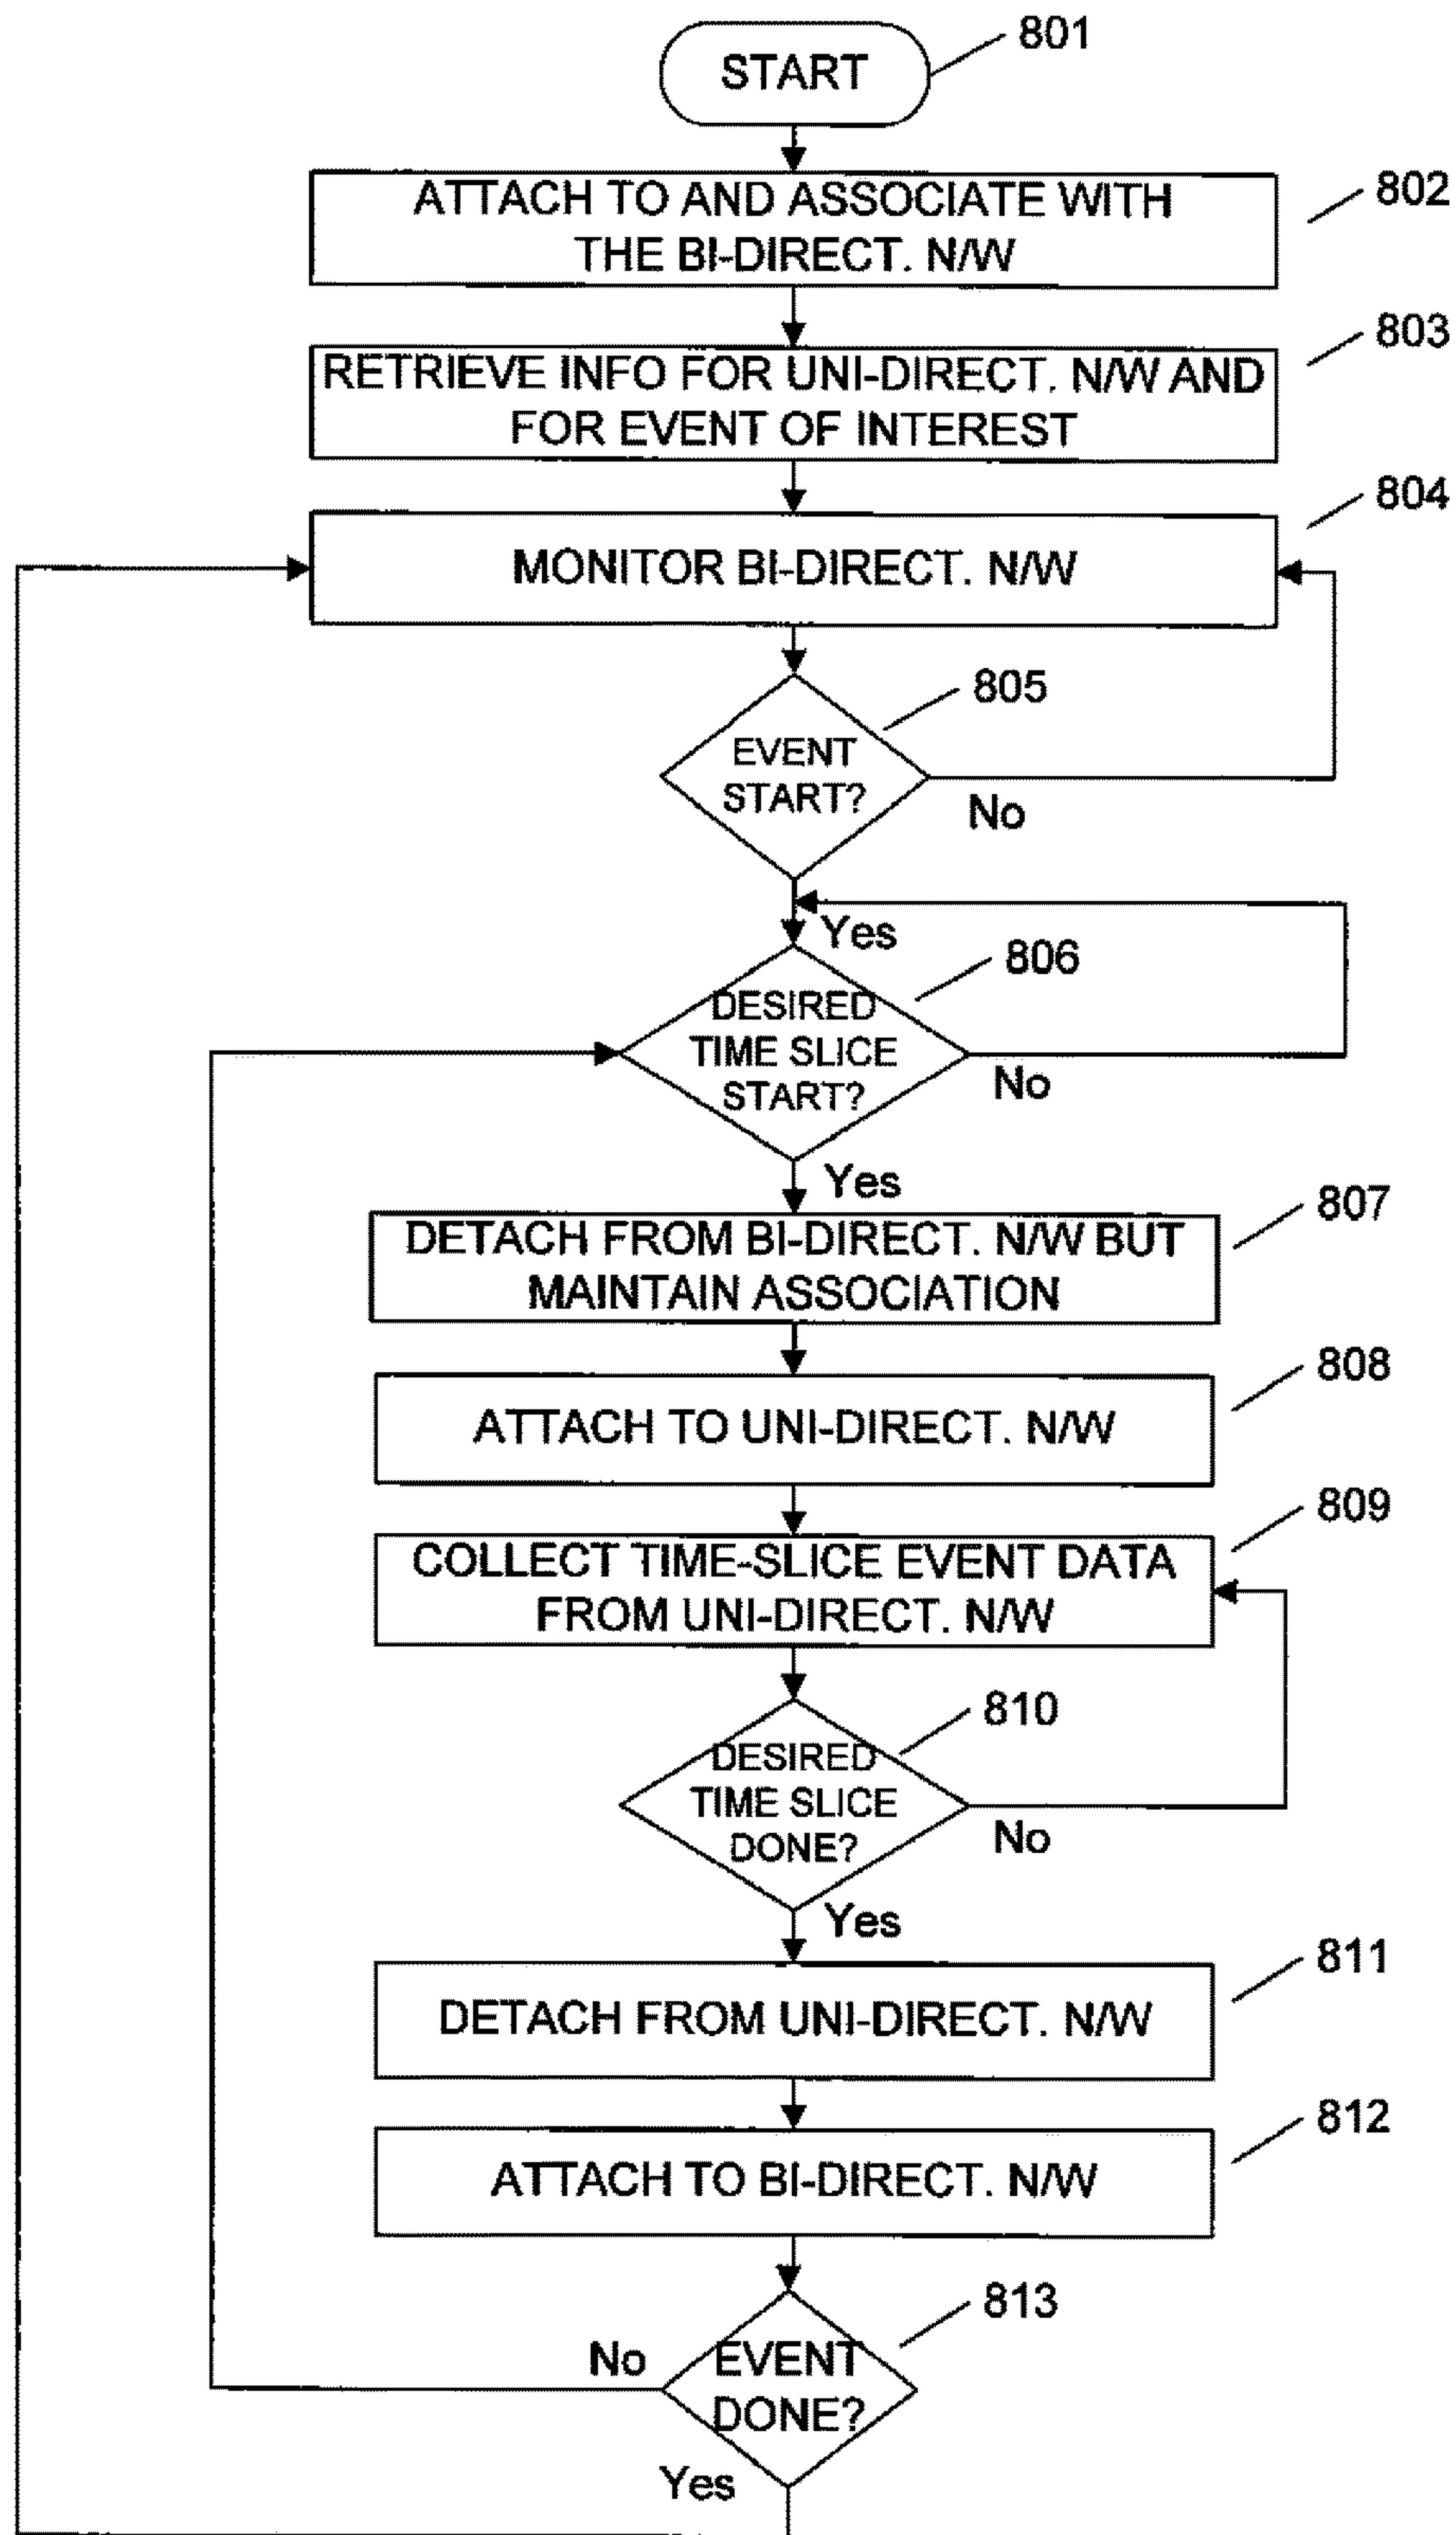 START
801
ATTACH TO AND ASSOCIATE WITH
THE BI-DIRECT. N/W
802
RETRIEVE INFO FOR UNI-DIRECT. N/W AND
FOR EVENT OF INTEREST
803
MONITOR BI-DIRECT. N/W
804
EVENT
START?
805
No
Yes
DESIRED
TIME SLICE
START?
806
No
Yes
DETACH FROM BI-DIRECT. N/W BUT
MAINTAIN ASSOCIATION
807
ATTACH TO UNI-DIRECT. N/W
808
COLLECT TIME-SLICE EVENT DATA
FROM UNI-DIRECT. N/W
809
DESIRED
TIME SLICE
DONE?
810
No
Yes
DETACH FROM UNI-DIRECT. N/W
811
ATTACH TO BI-DIRECT. N/W
812
EVENT
DONE?
813
No
Yes